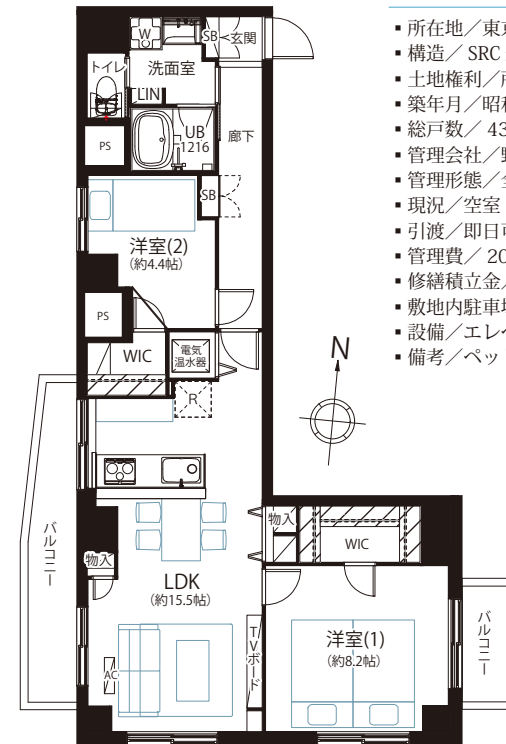 W
SB
玄関
トイレ
洗面室
LIN
UB
1216
廊下
PS
SB
洋室(2)
(約4.4帖)
PS
WIC
電気
温水器
R
N
物入
WIC
物入
LDK
(約15.5帖)
洋室(1)
(約8.2帖)
TVボード
AC
バルコニー
バルコニー
▪所在地／東
▪構造／SRC
▪土地権利／
▪築年月／昭
▪総戸数／43
▪管理会社／
▪管理形態／
▪現況／空室
▪引渡／即日
▪管理費／20
▪修繕積立金／
▪敷地内駐車
▪設備／エレ
▪備考／ペッ